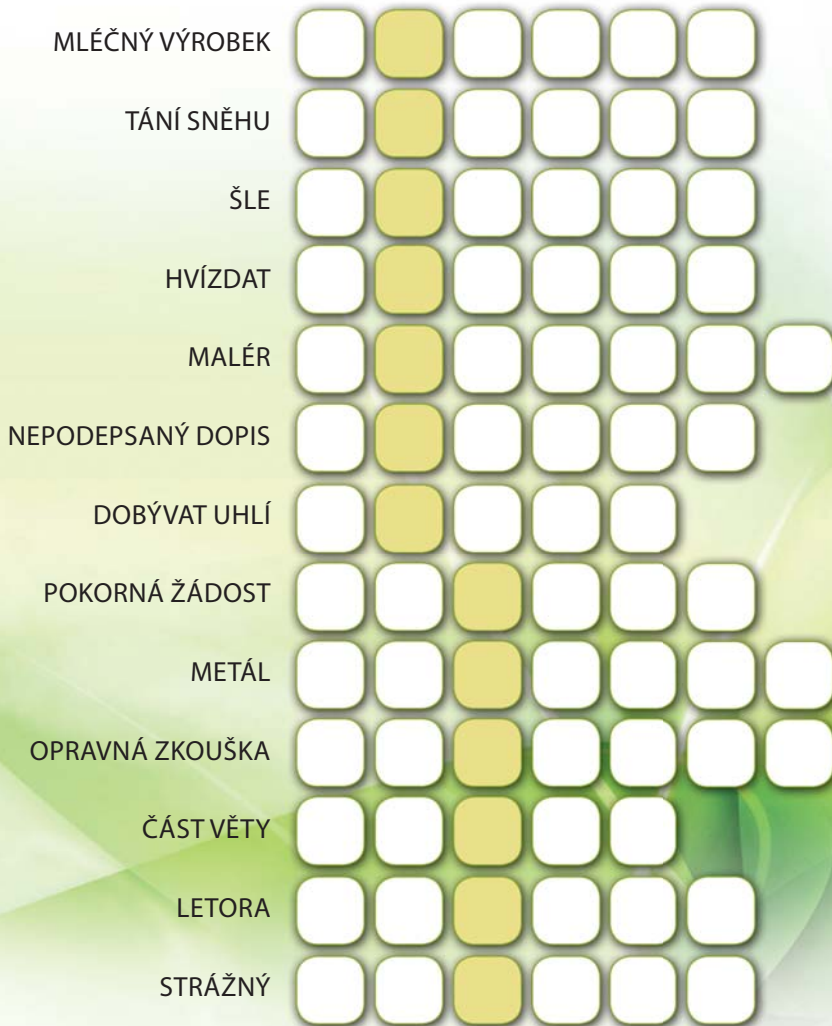 MLÉČNÝ VÝROBEK
TÁNÍ SNĚHU
ŠLE
HVÍZDAT
MALÉR
NEPODEPSANÝ DOPIS
DOBÝVAT UHLÍ
POKORNÁ ŽÁDOST
METÁL
OPRAVNÁ ZKOUŠKA
ČÁST VĚTY
LETORA
STRÁŽNÝ